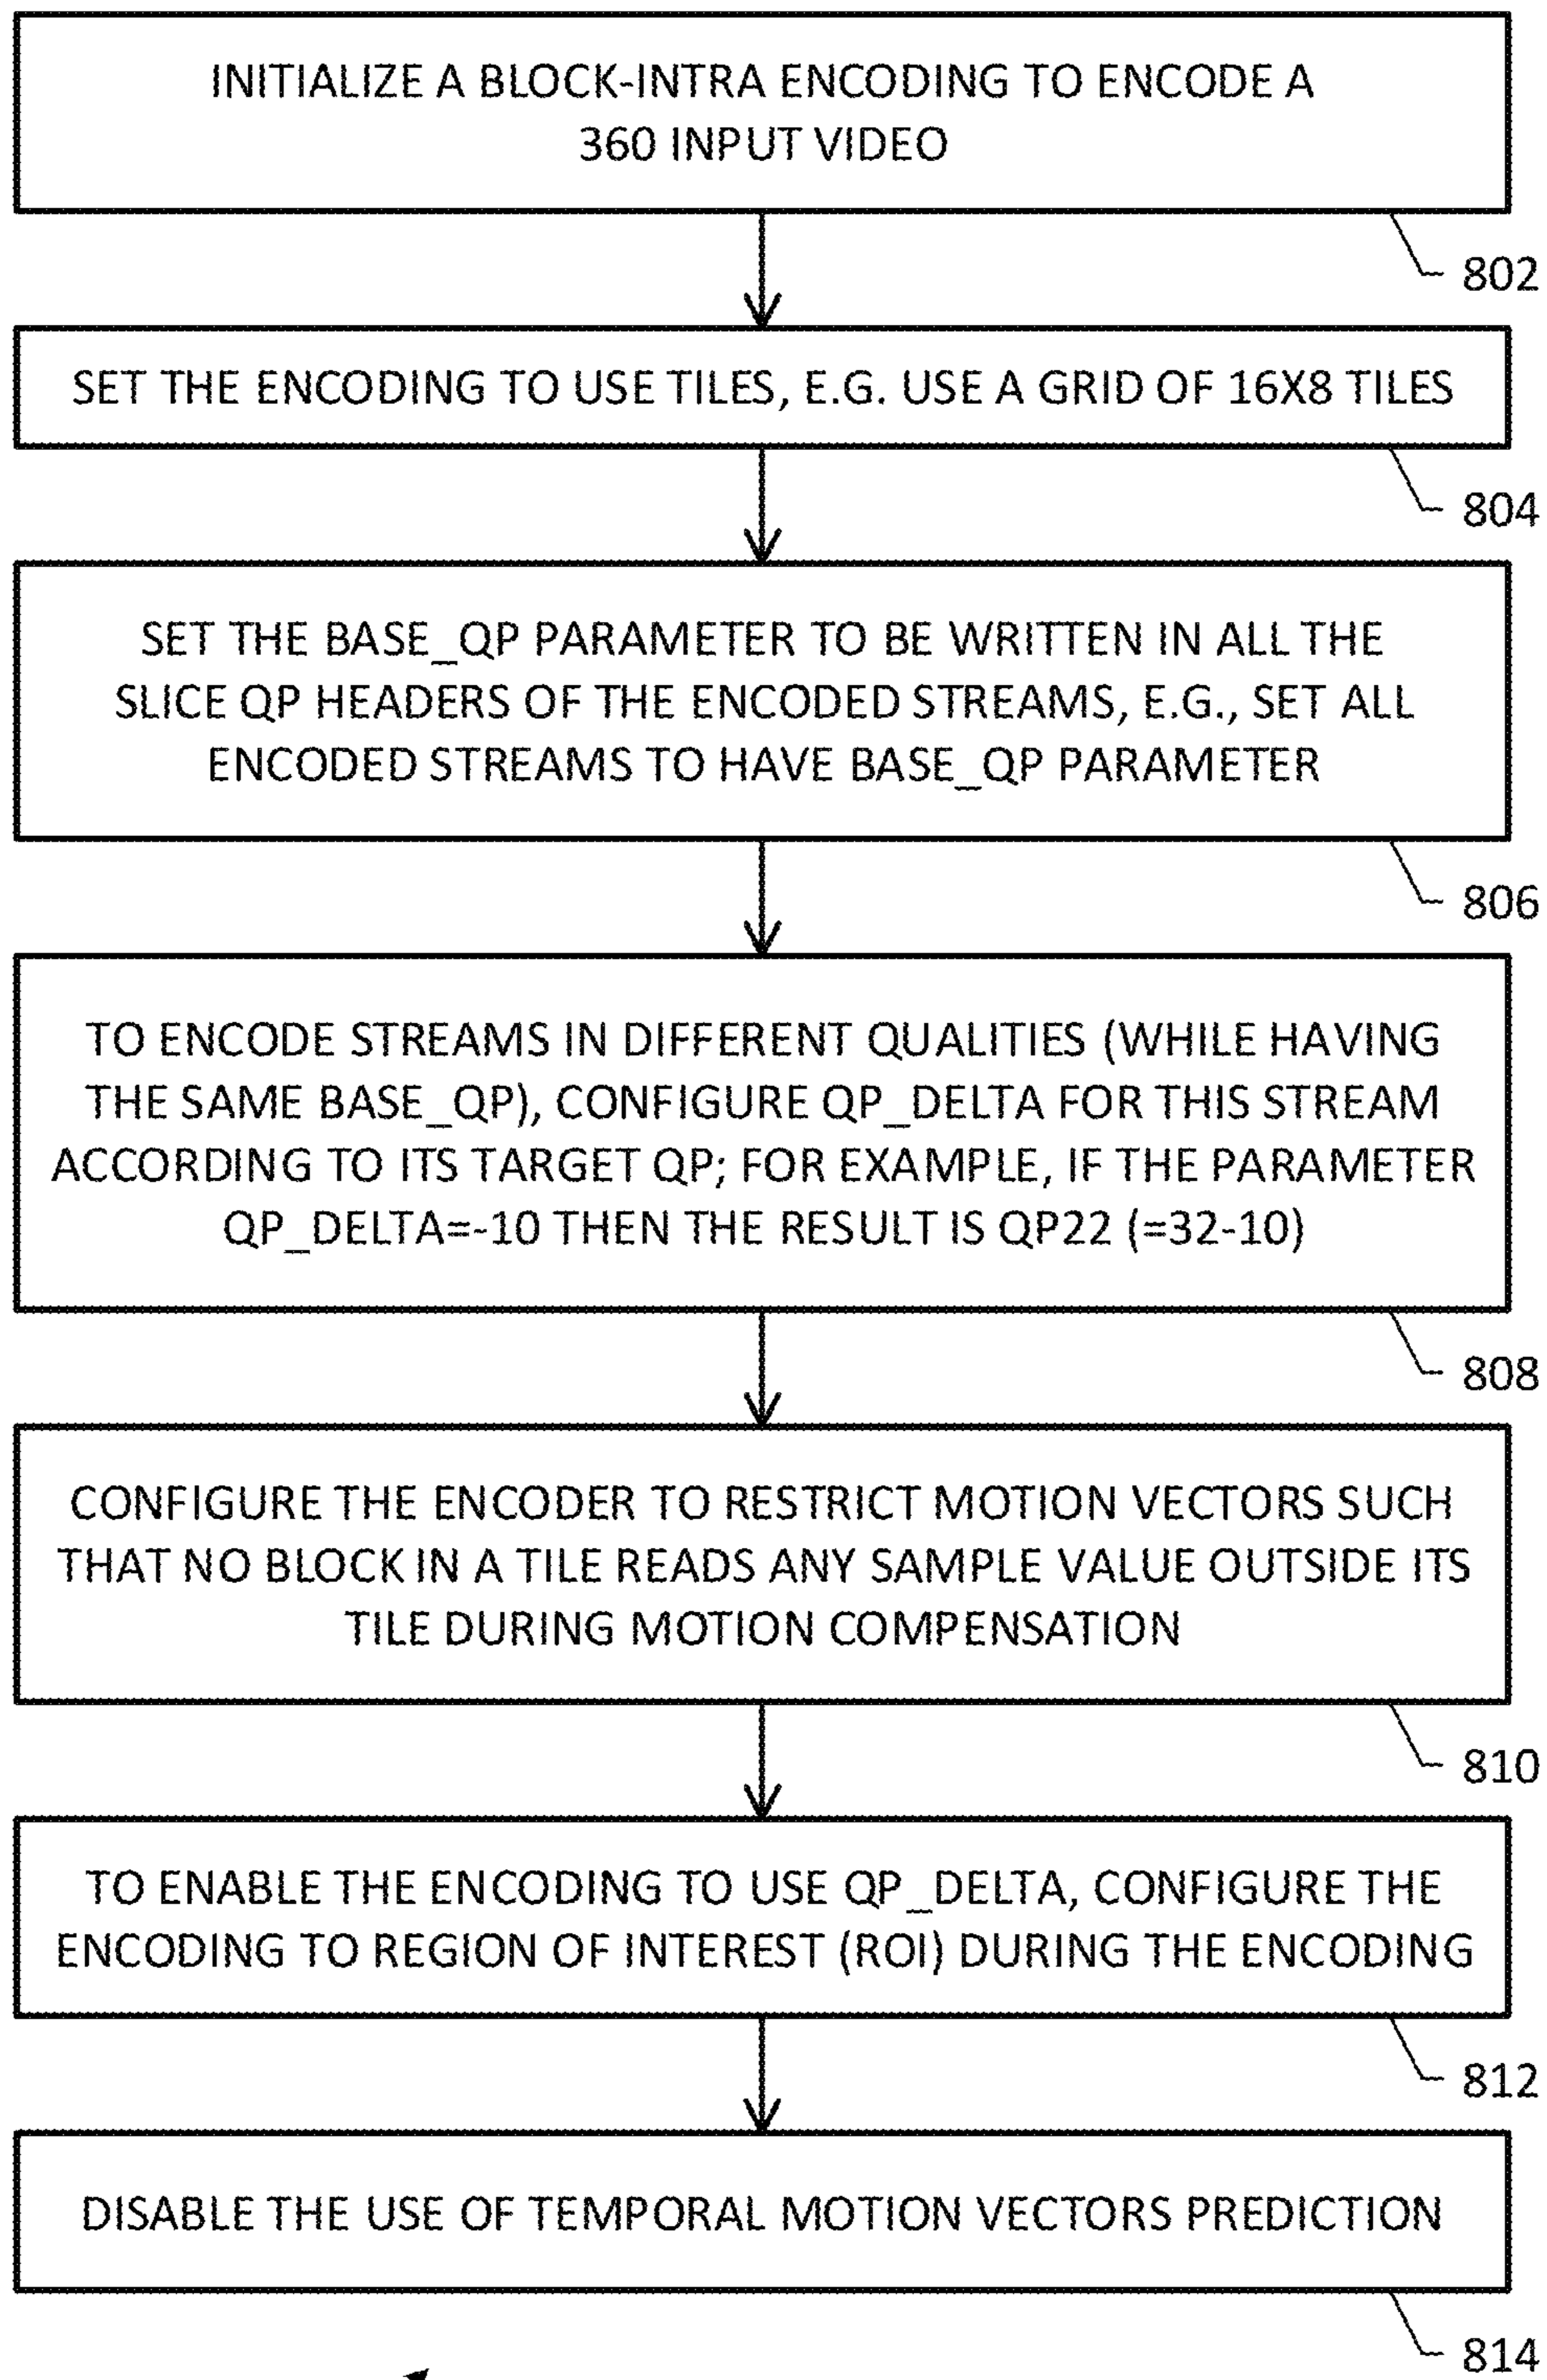 INITIALIZE A BLOCK-INTRA ENCODING TO ENCODE A
360 INPUT VIDEO
802
SET THE ENCODING TO USE TILES, E.G. USE A GRID OF 16X8 TILES
804
SET THE BASE_QP PARAMETER TO BE WRITTEN IN ALL THE
SLICE QP HEADERS OF THE ENCODED STREAMS, E.G., SET ALL
ENCODED STREAMS TO HAVE BASE_QP PARAMETER
806
TO ENCODE STREAMS IN DIFFERENT QUALITIES (WHILE HAVING
THE SAME BASE_QP), CONFIGURE QP_DELTA FOR THIS STREAM
ACCORDING TO ITS TARGET QP; FOR EXAMPLE, IF THE PARAMETER
QP_DELTA=-10 THEN THE RESULT IS QP22 (=32-10)
808
CONFIGURE THE ENCODER TO RESTRICT MOTION VECTORS SUCH
THAT NO BLOCK IN A TILE READS ANY SAMPLE VALUE OUTSIDE ITS
TILE DURING MOTION COMPENSATION
810
TO ENABLE THE ENCODING TO USE QP_DELTA, CONFIGURE THE
ENCODING TO REGION OF INTEREST (ROI) DURING THE ENCODING
812
DISABLE THE USE OF TEMPORAL MOTION VECTORS PREDICTION
814